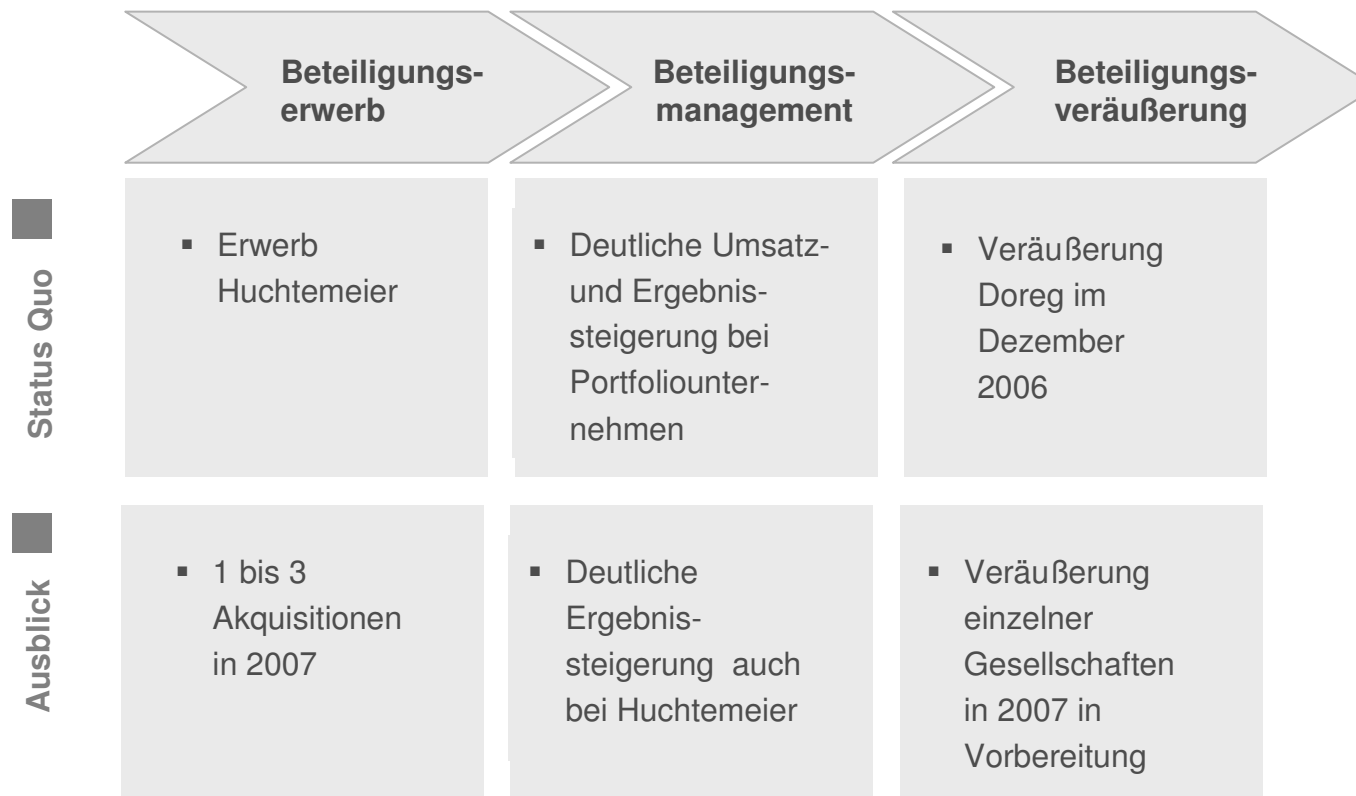 Beteiligungs-
erwerb
Beteiligungs-
management
Beteiligungs-
veräußerung
Status Quo
▪ Erwerb
Huchtemeier
▪ Deutliche Umsatz-
und Ergebnis-
steigerung bei
Portfoliounter-
nehmen
▪ Veräußerung
Doreg im
Dezember
2006
Ausblick
▪ 1 bis 3
Akquisitionen
in 2007
▪ Deutliche
Ergebnis-
steigerung auch
bei Huchtemeier
▪ Veräußerung
einzelner
Gesellschaften
in 2007 in
Vorbereitung